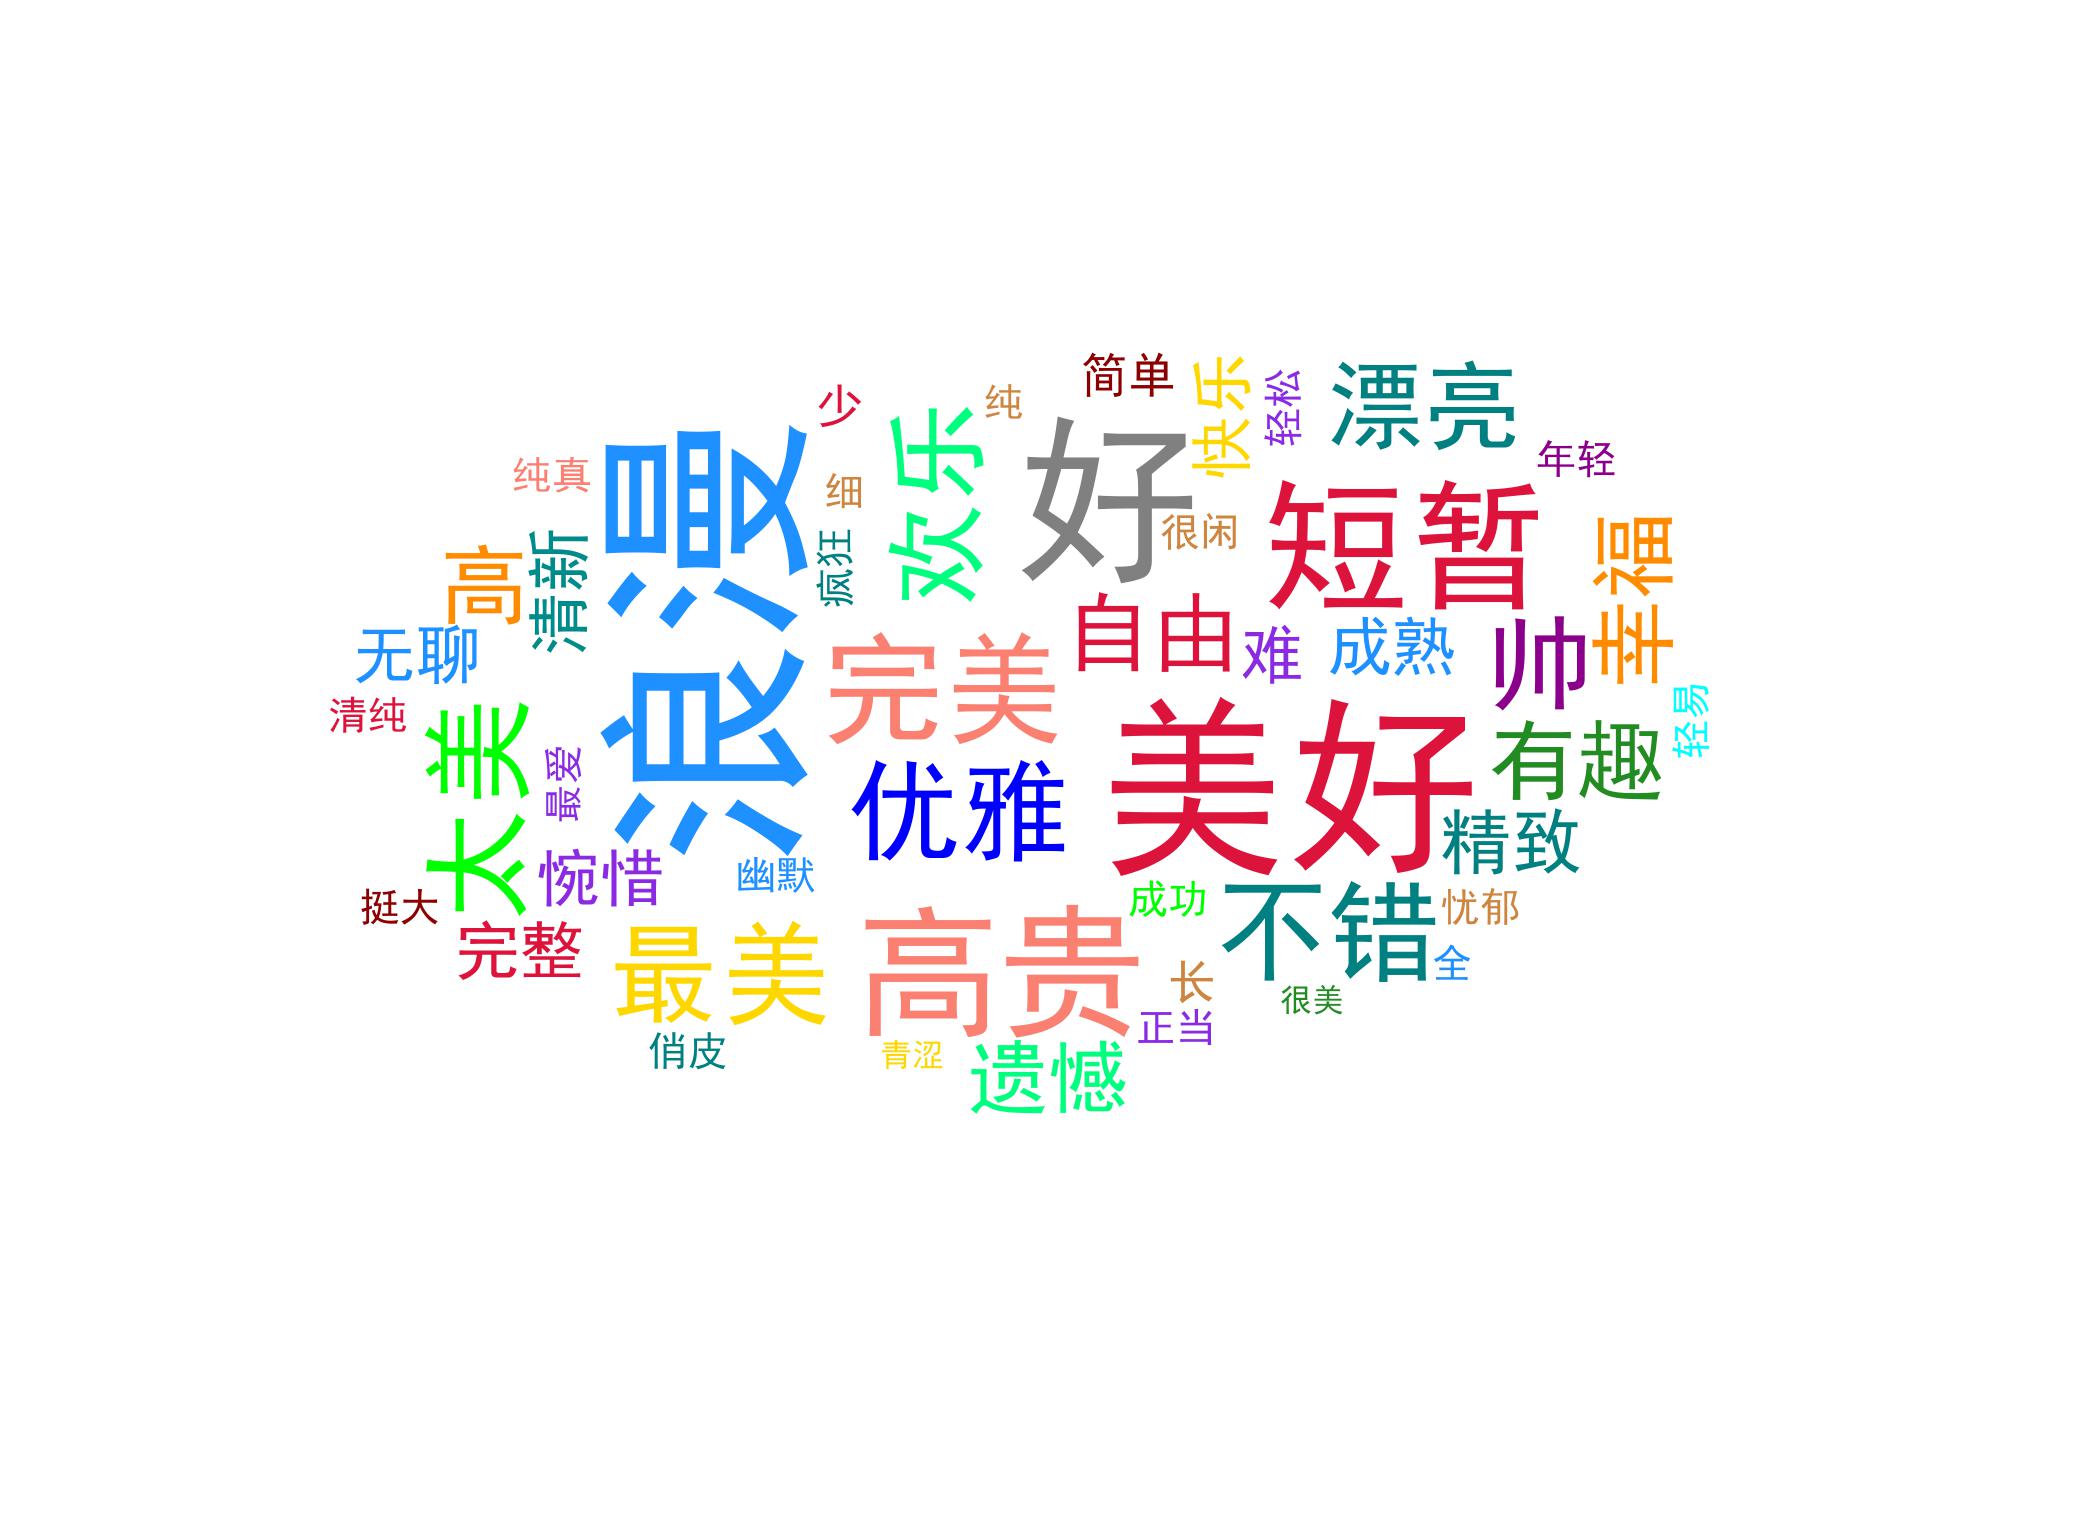 简单
快乐
轻松
漂亮
少
纯
欢乐
好
年轻
浪漫
纯真
细
短暂
很闲
幸福
疯狂
清新
高
自由
难
成熟
帅
无聊
完美
清纯
太美
最爱
美好
有趣
轻易
优雅
精致
惋惜
幽默
挺大
成功
不错
忧郁
完整
最美
高贵
全
长
很美
正当
俏皮
青涩
遗憾